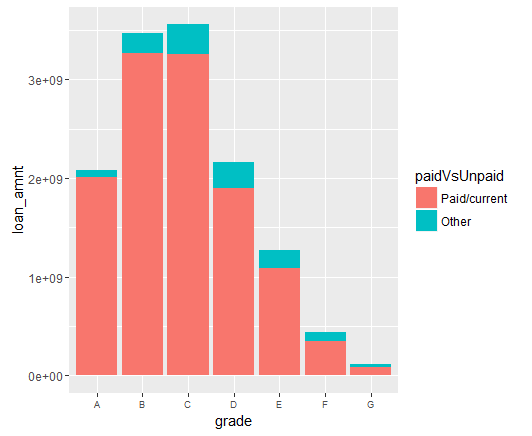 loan_amnt
3e+09
2e+09
1e+09
0e+00
A B C D E F G
grade
paidVsUnpaid
Paid/current
Other